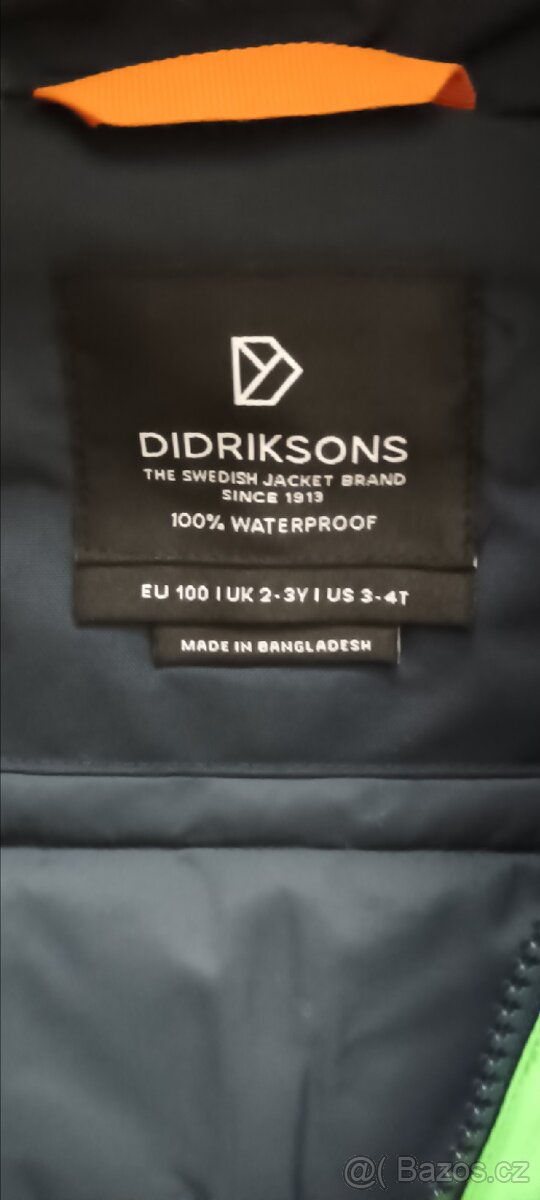 DIDRIKSONS
THE SWEDISH JACKET BRAND
SINCE 1913
100% WATERPROOF
EU 100 | UK 2-3Y | US 3-4T
MADE IN BANGLADESH
@( Bazoš.cz